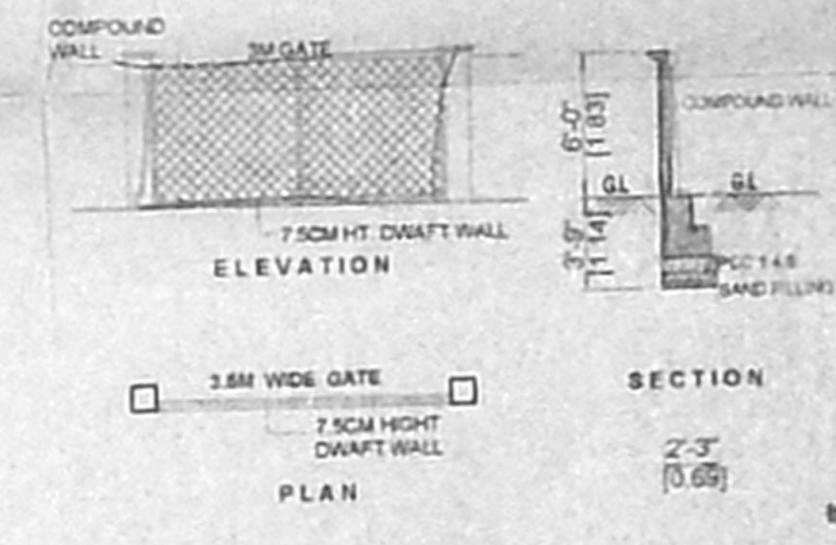 COMPOUND
WALL
3M GATE
7.5CM HT. DWAFT WALL
ELEVATION
6'-0"
[1.83]
COMPOUND WALL
GL
GL
3'-9"
[1.14]
PCC 1:4:8
SAND FILLING
SECTION
2'-3"
[0.69]
3.6M WIDE GATE
7.5CM HIGHT
DWAFT WALL
PLAN